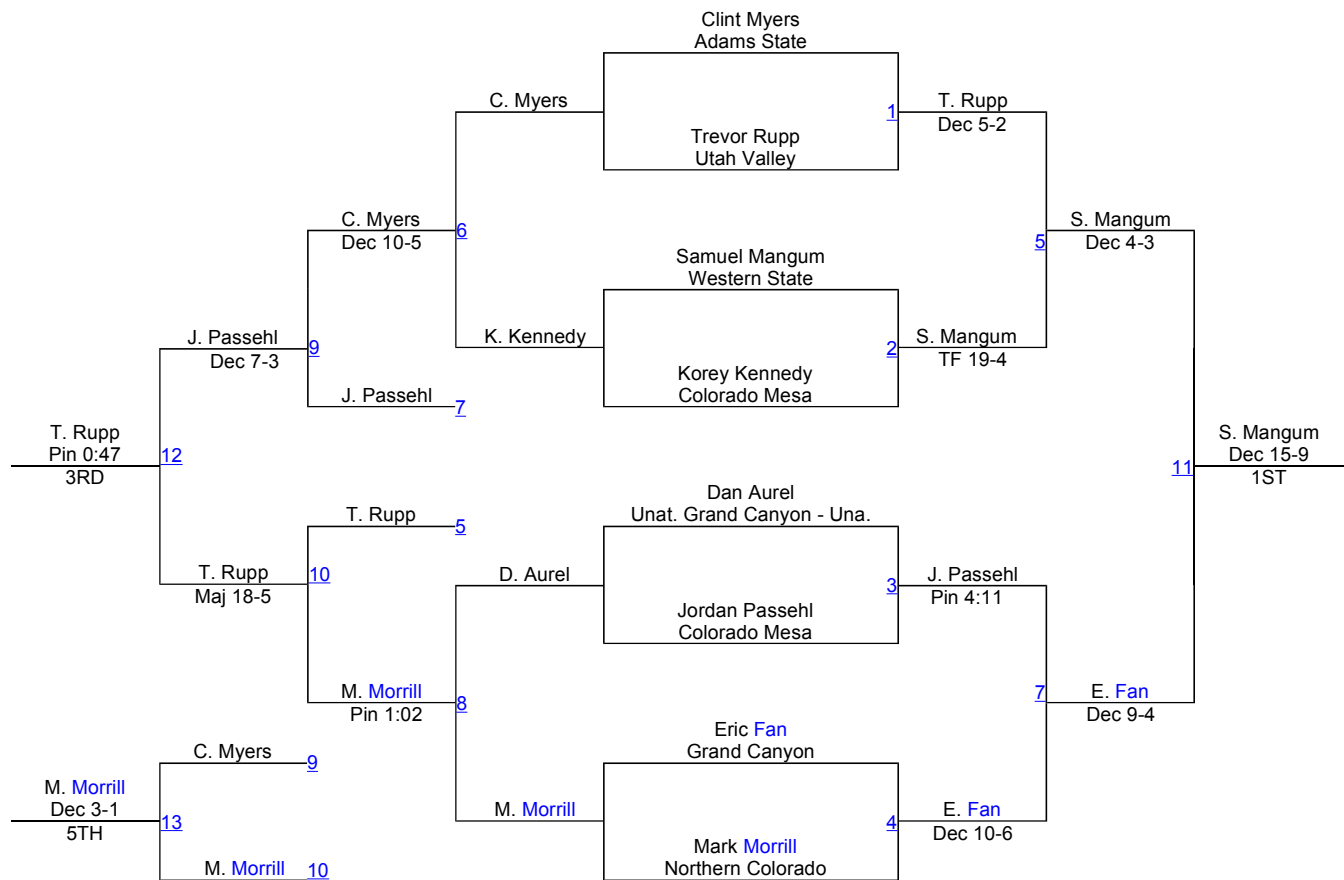 Clint Myers
Adams State
C. Myers
1
T. Rupp
Dec 5-2
Trevor Rupp
Utah Valley
C. Myers
Dec 10-5
6
S. Mangum
Dec 4-3
5
Samuel Mangum
Western State
J. Passehl
Dec 7-3
9
K. Kennedy
2
S. Mangum
TF 19-4
Korey Kennedy
Colorado Mesa
J. Passehl
7
T. Rupp
Pin 0:47
3RD
12
S. Mangum
Dec 15-9
1ST
11
Dan Aurel
Unat. Grand Canyon - Una.
T. Rupp
5
T. Rupp
Maj 18-5
10
D. Aurel
3
J. Passehl
Pin 4:11
Jordan Passehl
Colorado Mesa
M. Morrill
Pin 1:02
8
7
E. Fan
Dec 9-4
Eric Fan
Grand Canyon
C. Myers
9
M. Morrill
Dec 3-1
5TH
13
M. Morrill
4
E. Fan
Dec 10-6
Mark Morrill
Northern Colorado
M. Morrill
10